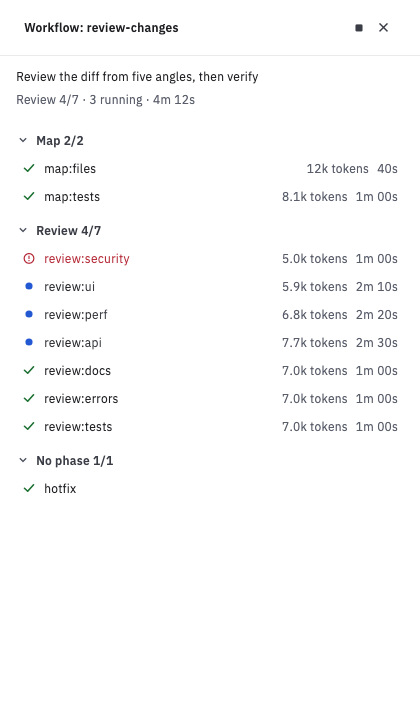 Workflow: review-changes
Review the diff from five angles, then verify
Review 4/7 · 3 running · 4m 12s
Map 2/2
map:files 12k tokens 40s
map:tests 8.1k tokens 1m 00s
Review 4/7
review:security 5.0k tokens 1m 00s
review:ui 5.9k tokens 2m 10s
review:perf 6.8k tokens 2m 20s
review:api 7.7k tokens 2m 30s
review:docs 7.0k tokens 1m 00s
review:errors 7.0k tokens 1m 00s
review:tests 7.0k tokens 1m 00s
No phase 1/1
hotfix